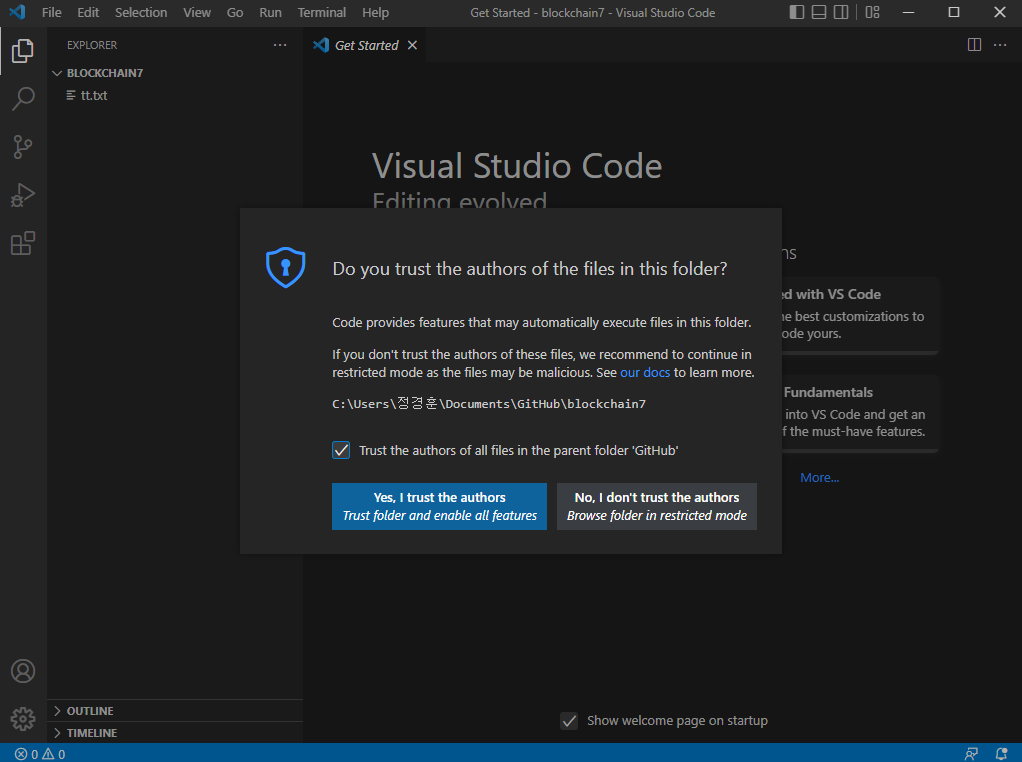 File Edit Selection View Go Run Terminal Help
Get Started - blockchain7 - Visual Studio Code
EXPLORER
Get Started
BLOCKCHAIN7
tt.txt
Visual Studio Code
Editing evolved
Do you trust the authors of the files in this folder?
Code provides features that may automatically execute files in this folder.
If you don't trust the authors of these files, we recommend to continue in
restricted mode as the files may be malicious. See our docs to learn more.
C:\Users\정경훈\Documents\GitHub\blockchain7
Trust the authors of all files in the parent folder 'GitHub'
Yes, I trust the authors
Trust folder and enable all features
No, I don't trust the authors
Browse folder in restricted mode
with VS Code
best customizations to
yours.
Fundamentals
into VS Code and get an
the must-have features.
More...
OUTLINE
TIMELINE
Show welcome page on startup
0 0